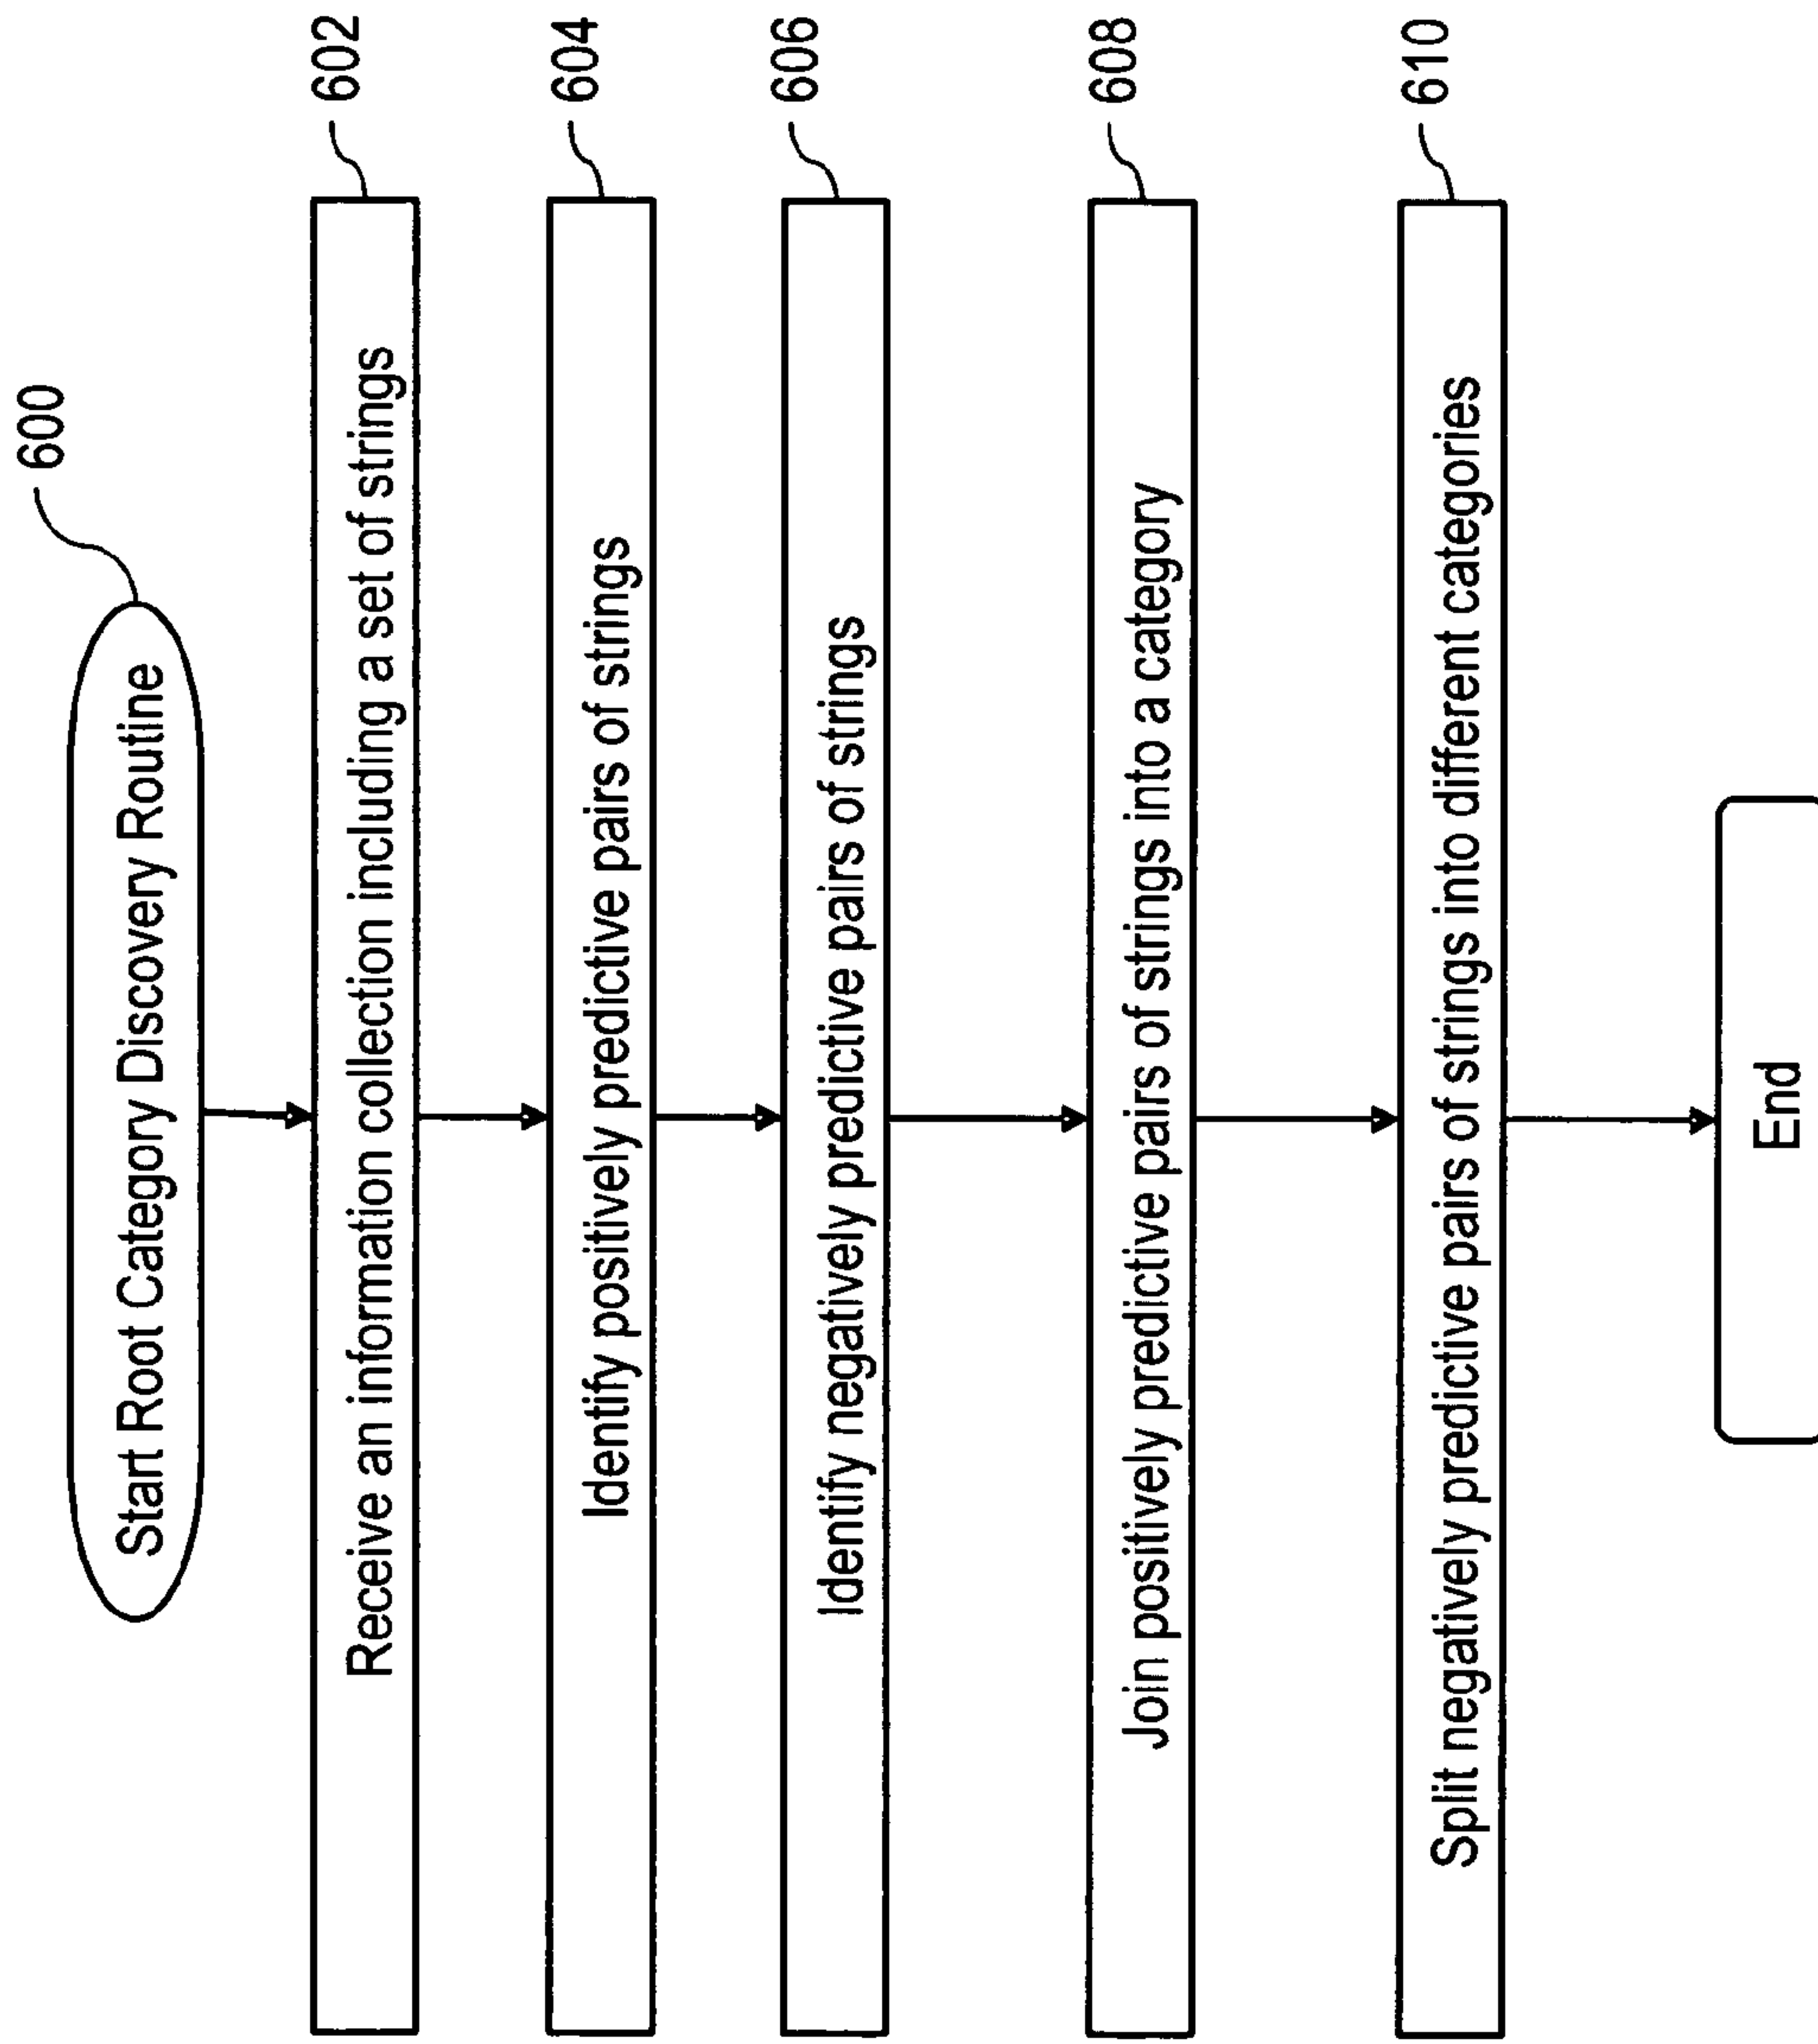 600
Start Root Category Discovery Routine
602
Receive an information collection including a set of strings
604
Identify positively predictive pairs of strings
606
Identify negatively predictive pairs of strings
608
Join positively predictive pairs of strings into a category
610
Split negatively predictive pairs of strings into different categories
End